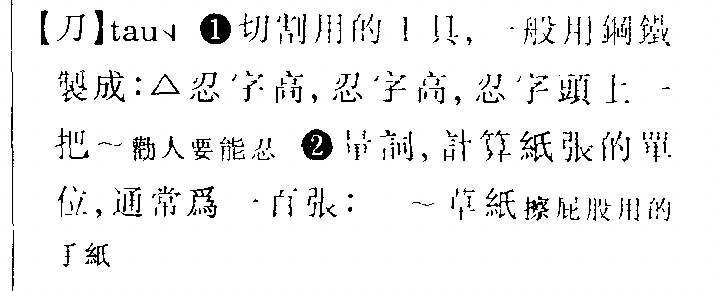 【刀】tau˧˩ ❶切割用的工具，一般用鋼鐵
製成：△忍字高，忍字高，忍字頭上一
把～勸人要能忍 ❷量詞，計算紙張的單
位，通常爲一百張：一～草紙擦屁股用的
手紙